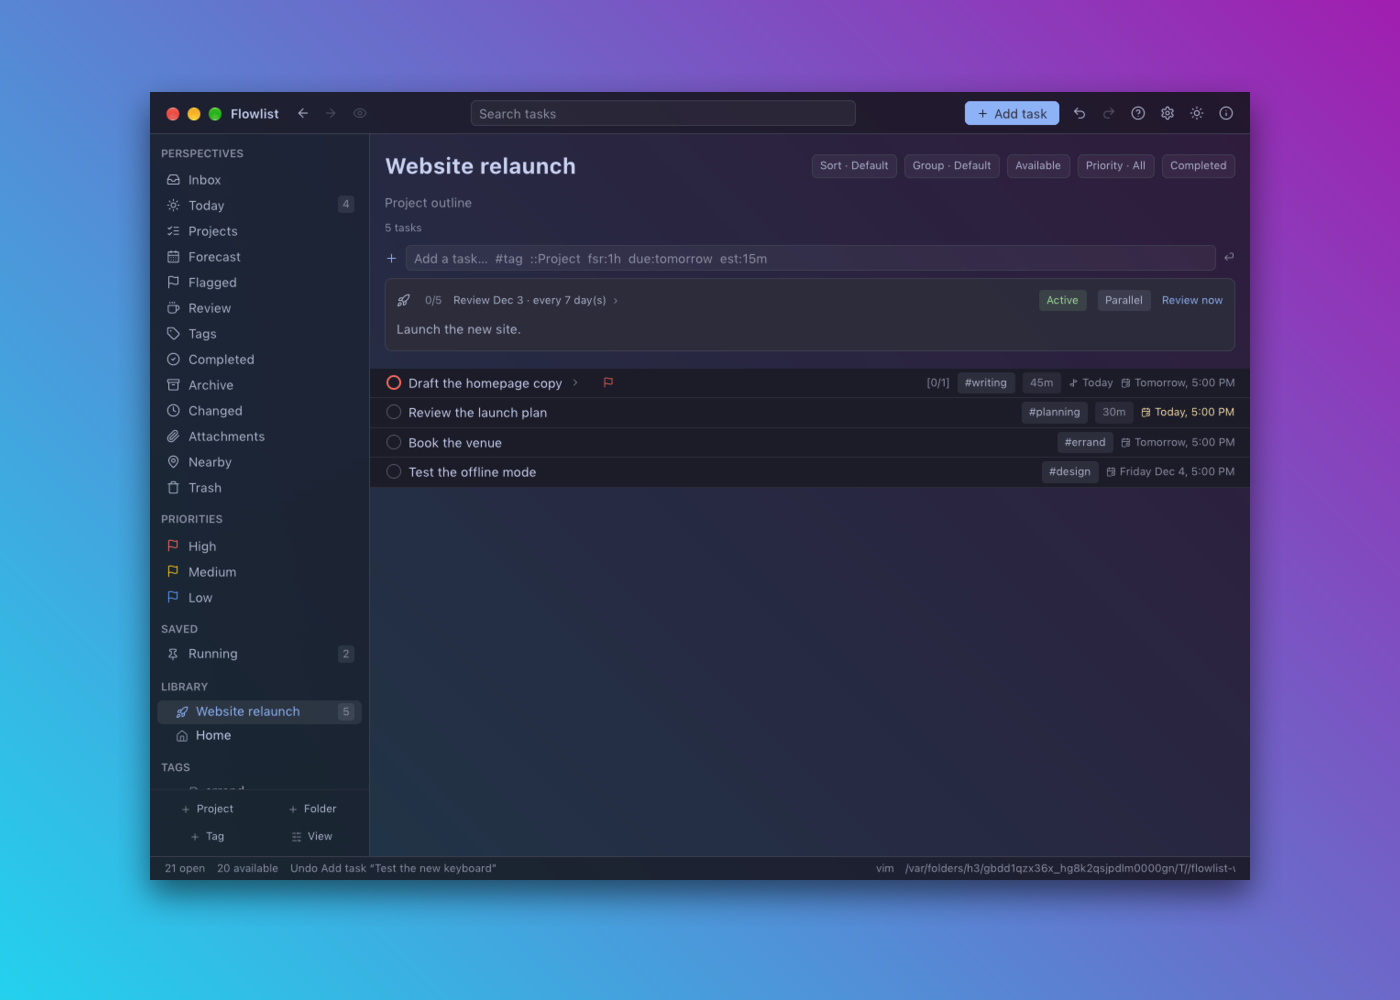 Flowlist
Search tasks
+ Add task
PERSPECTIVES
Inbox
Today 4
Projects
Forecast
Flagged
Review
Tags
Completed
Archive
Changed
Attachments
Nearby
Trash
PRIORITIES
High
Medium
Low
SAVED
Running 2
LIBRARY
Website relaunch 5
Home
TAGS
+ Project + Folder
+ Tag View
Website relaunch
Sort · Default Group · Default Available Priority · All Completed
Project outline
5 tasks
+ Add a task... #tag ::Project fsr:1h due:tomorrow est:15m
0/5 Review Dec 3 · every 7 day(s) › Active Parallel Review now
Launch the new site.
Draft the homepage copy › [0/1] #writing 45m Today Tomorrow, 5:00 PM
Review the launch plan #planning 30m Today, 5:00 PM
Book the venue #errand Tomorrow, 5:00 PM
Test the offline mode #design Friday Dec 4, 5:00 PM
21 open 20 available Undo Add task “Test the new keyboard” vim /var/folders/h3/gbdd1qzx36x_hg8k2qsjpdlm0000gn/T//flowlist-